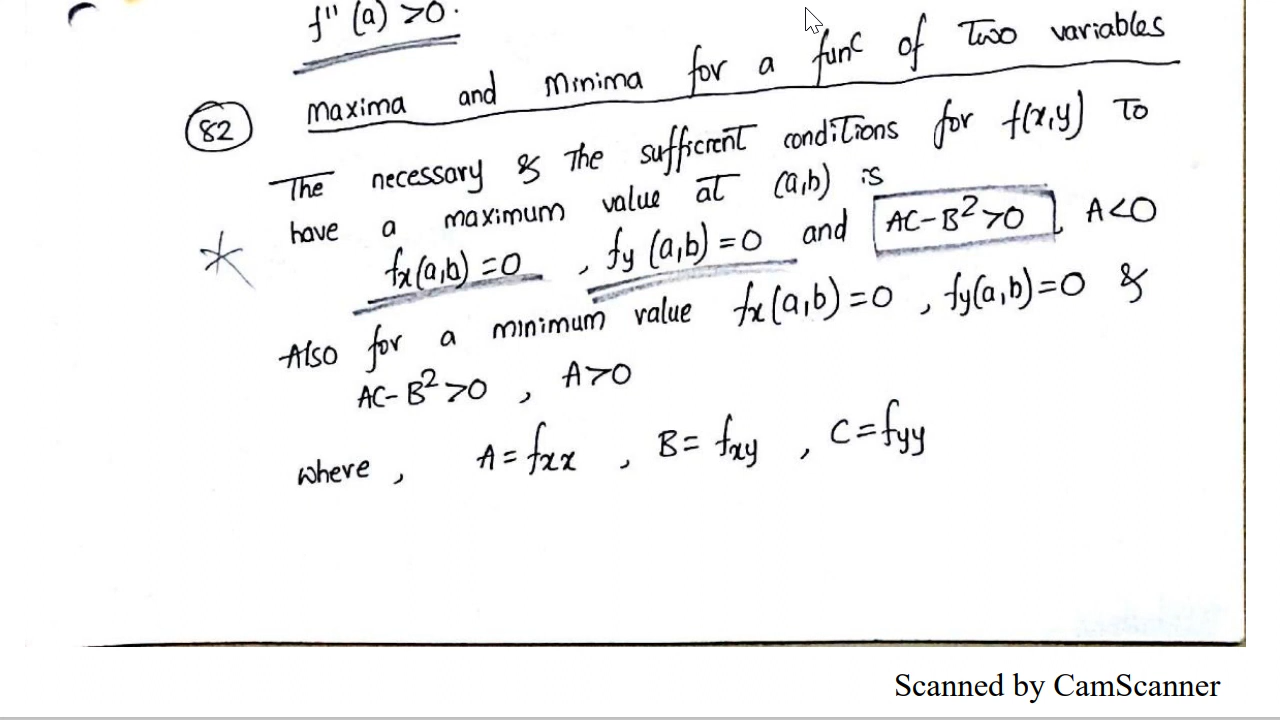 f'' (a) >0.
82 Maxima and Minima for a func of Two variables
The necessary & The sufficient conditions for f(x,y) To
have a maximum value at (a,b) is
fx(a,b) =0 , fy (a,b) =0 and AC-B²>0, A<0
Also for a minimum value fx(a,b)=0 , fy(a,b)=0 &
AC-B²>0 , A>0
where , A= fxx , B= fxy , C=fyy
Scanned by CamScanner